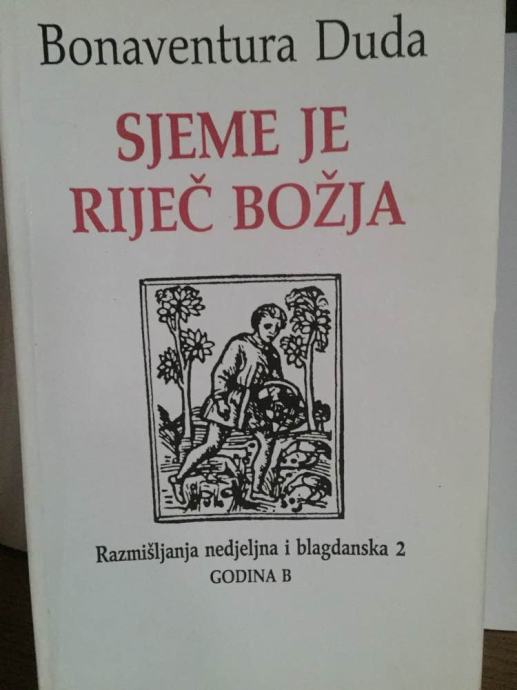 Bonaventura Duda
SJEME JE
RIJEČ BOŽJA
Razmišljanja nedjeljna i blagdanska 2
GODINA B